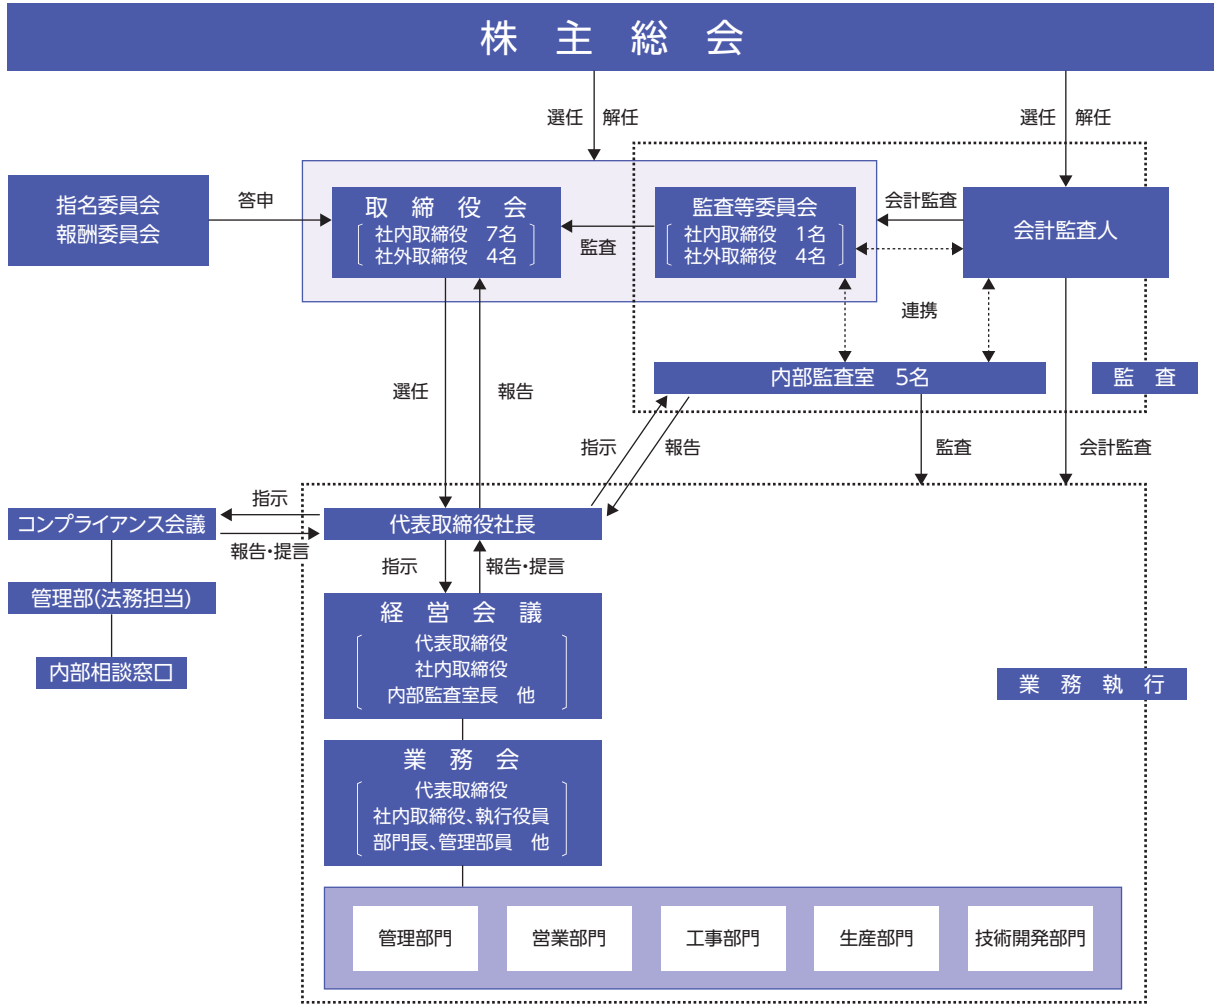 株　主　総　会
選任
解任
選任
解任
指名委員会
報酬委員会
答申
取　締　役　会
社内取締役　7名
社外取締役　4名
監査
監査等委員会
社内取締役　1名
社外取締役　4名
会計監査
会計監査人
連携
内部監査室　5名
監　査
選任
報告
指示
報告
監査
会計監査
コンプライアンス会議
指示
報告・提言
代表取締役社長
管理部(法務担当)
内部相談窓口
指示
報告・提言
経　営　会　議
代表取締役
社内取締役
内部監査室長　他
業　務　執　行
業　務　会
代表取締役
社内取締役、執行役員
部門長、管理部員　他
管理部門
営業部門
工事部門
生産部門
技術開発部門